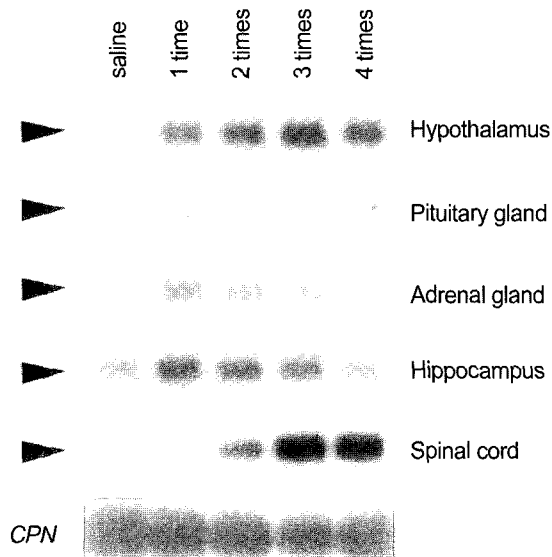 saline
1 time
2 times
3 times
4 times
Hypothalamus
Pituitary gland
Adrenal gland
Hippocampus
Spinal cord
CPN